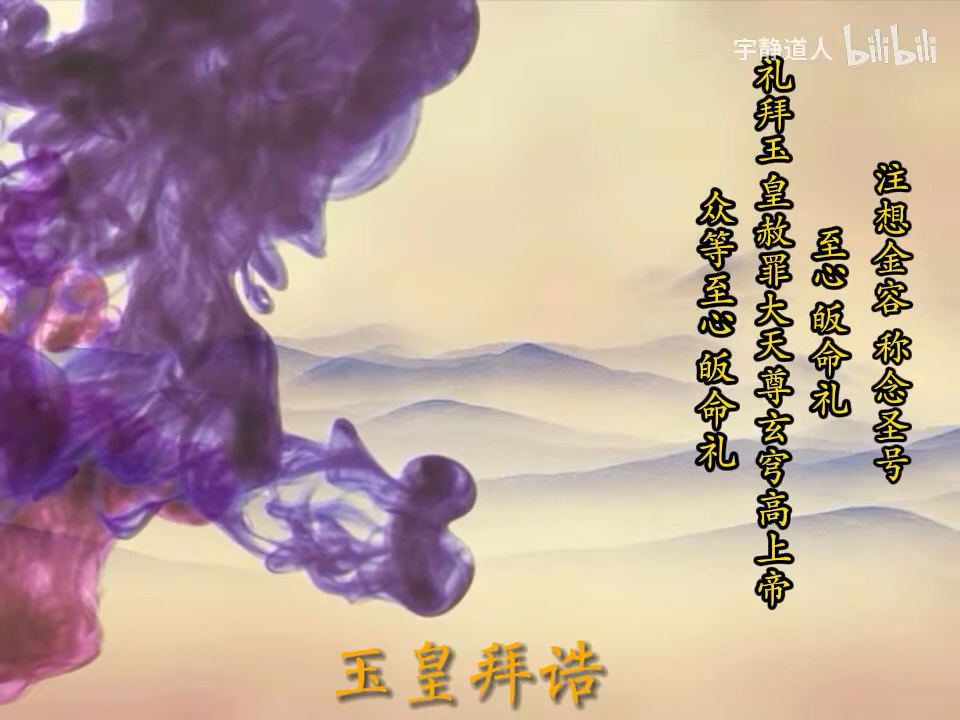 宇静道人 bilibili
注想金容 称念圣号
至心 皈命礼
礼拜玉皇赦罪大天尊玄穹高上帝
众等至心 皈命礼
玉皇拜诰